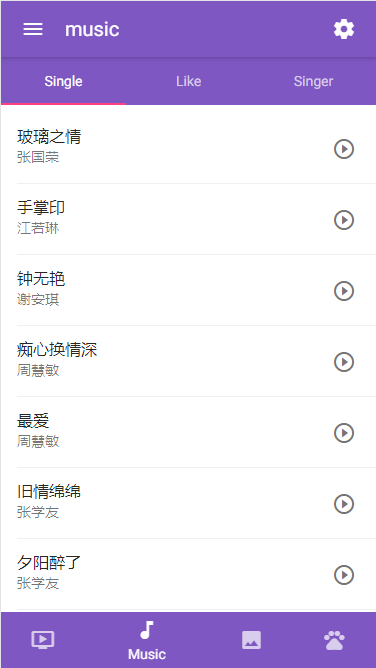 music
Single
Like
Singer
玻璃之情
张国荣
手掌印
江若琳
钟无艳
谢安琪
痴心换情深
周慧敏
最爱
周慧敏
旧情绵绵
张学友
夕阳醉了
张学友
Music